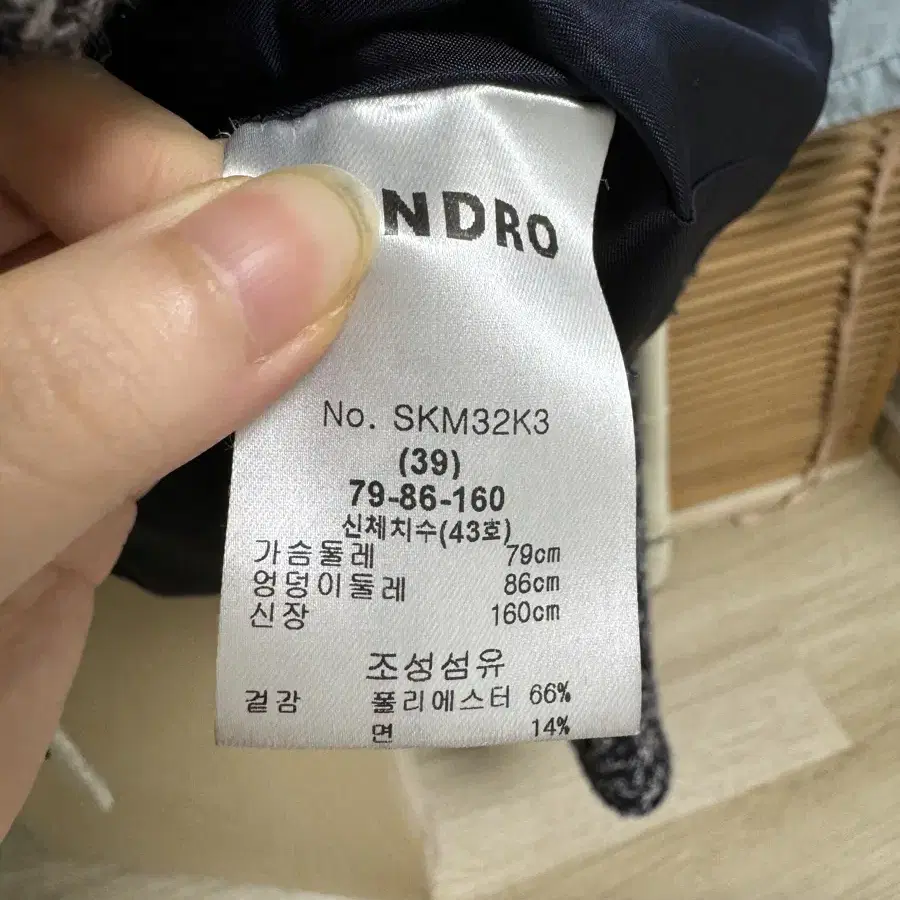 NDRO
No. SKM32K3
(39)
79-86-160
신체치수(43호)
가슴둘레 79cm
엉덩이둘레 86cm
신장 160cm
조성섬유
겉감 폴리에스터 66%
면 14%